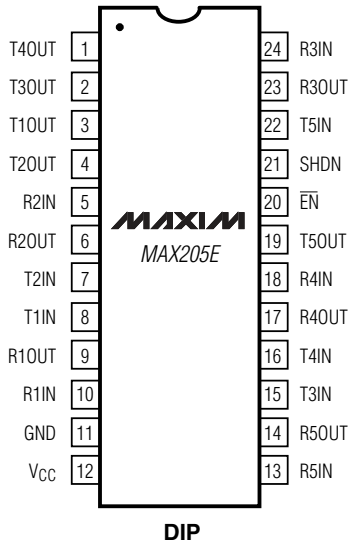 T4OUT 1 24 R3IN
T3OUT 2 23 R3OUT
T1OUT 3 22 T5IN
T2OUT 4 21 SHDN
R2IN 5 20 E̅N̅
R2OUT 6 19 T5OUT
T2IN 7 18 R4IN
T1IN 8 17 R4OUT
R1OUT 9 16 T4IN
R1IN 10 15 T3IN
GND 11 14 R5OUT
VCC 12 13 R5IN
MAXIM
MAX205E
DIP